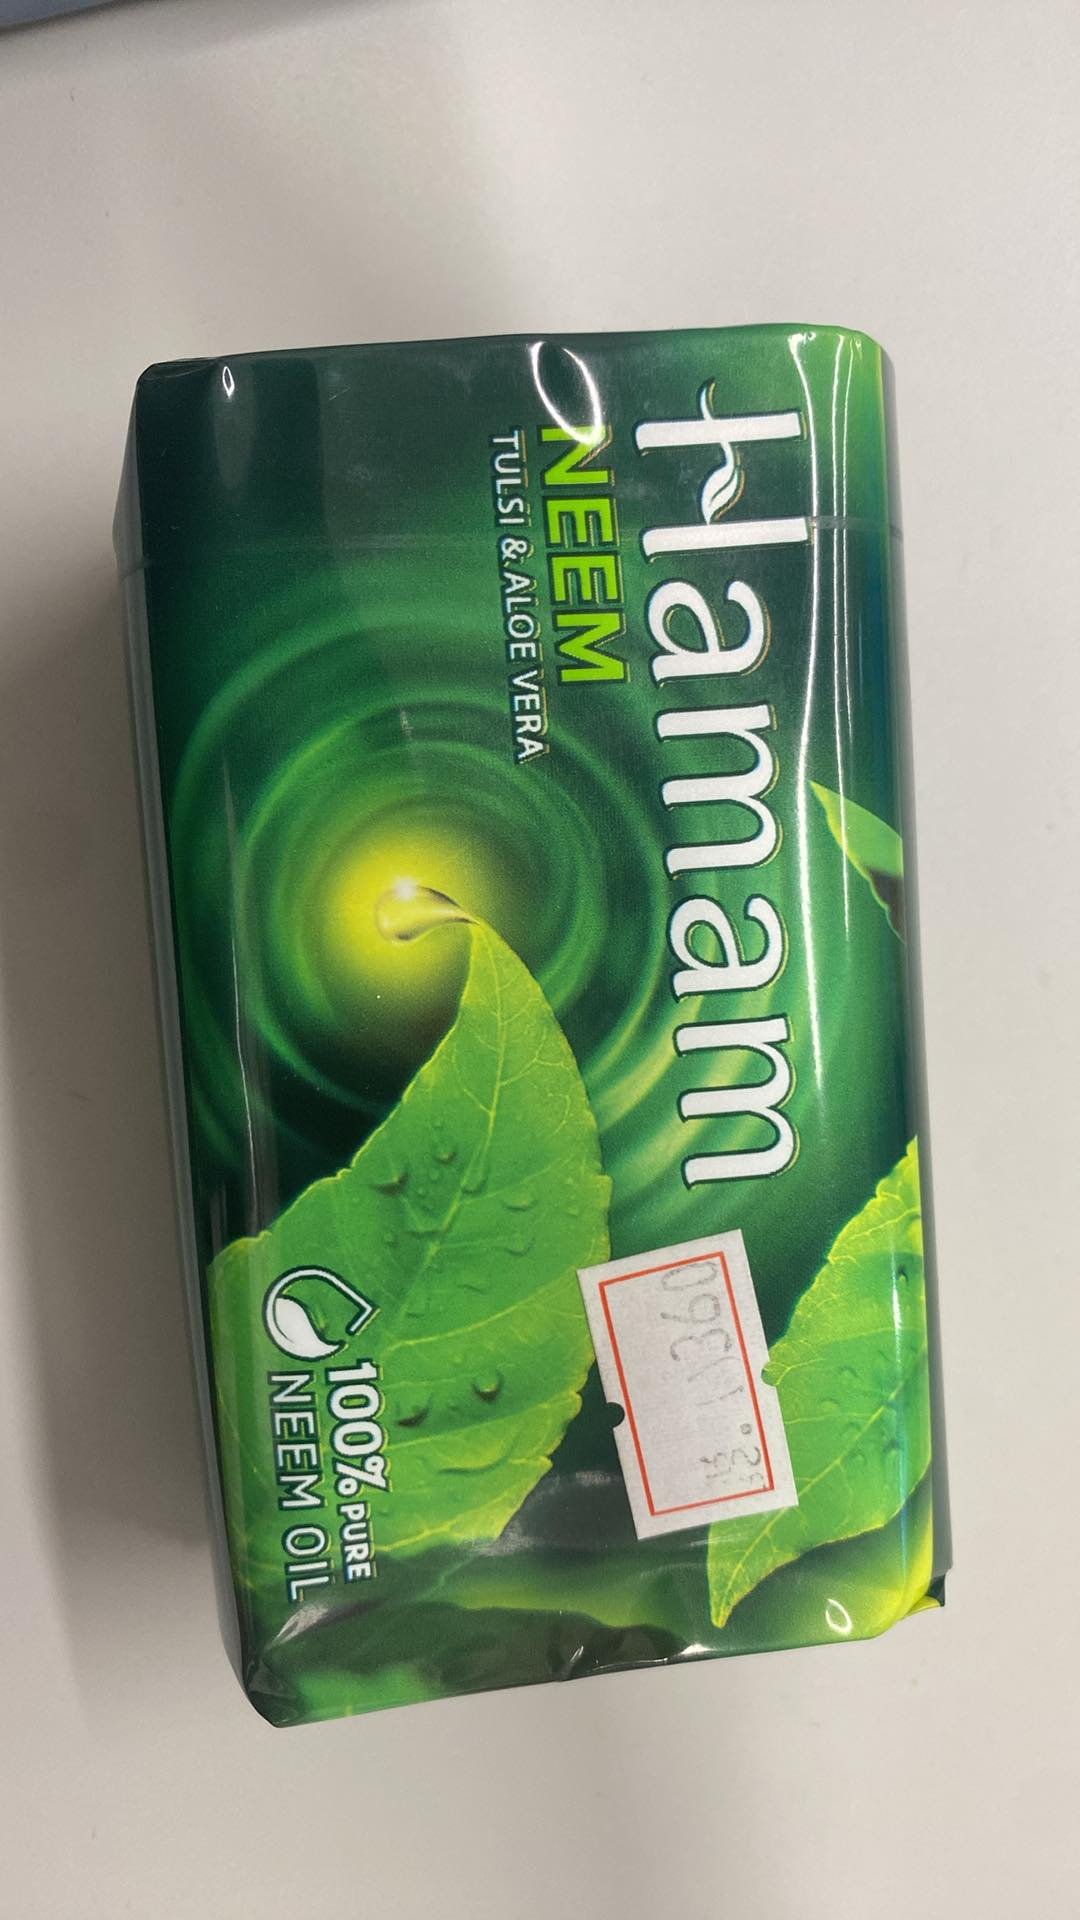 Hamam
NEEM
TULSI & ALOE VERA
100% PURE
NEEM OIL